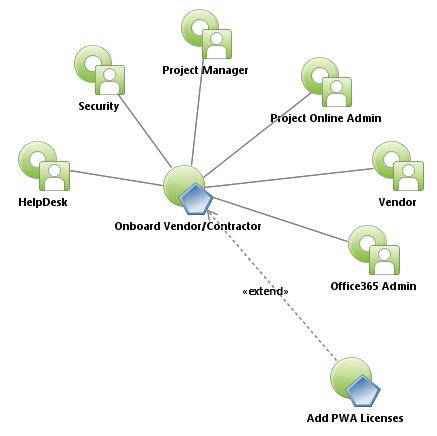 Project Manager
Security
Project Online Admin
HelpDesk
Vendor
Onboard Vendor/Contractor
Office365 Admin
«extend»
Add PWA Licenses